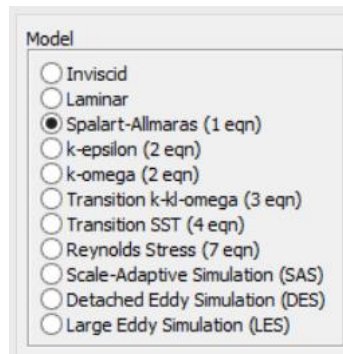 Model
Inviscid
Laminar
Spalart-Allmaras (1 eqn)
k-epsilon (2 eqn)
k-omega (2 eqn)
Transition k-kl-omega (3 eqn)
Transition SST (4 eqn)
Reynolds Stress (7 eqn)
Scale-Adaptive Simulation (SAS)
Detached Eddy Simulation (DES)
Large Eddy Simulation (LES)